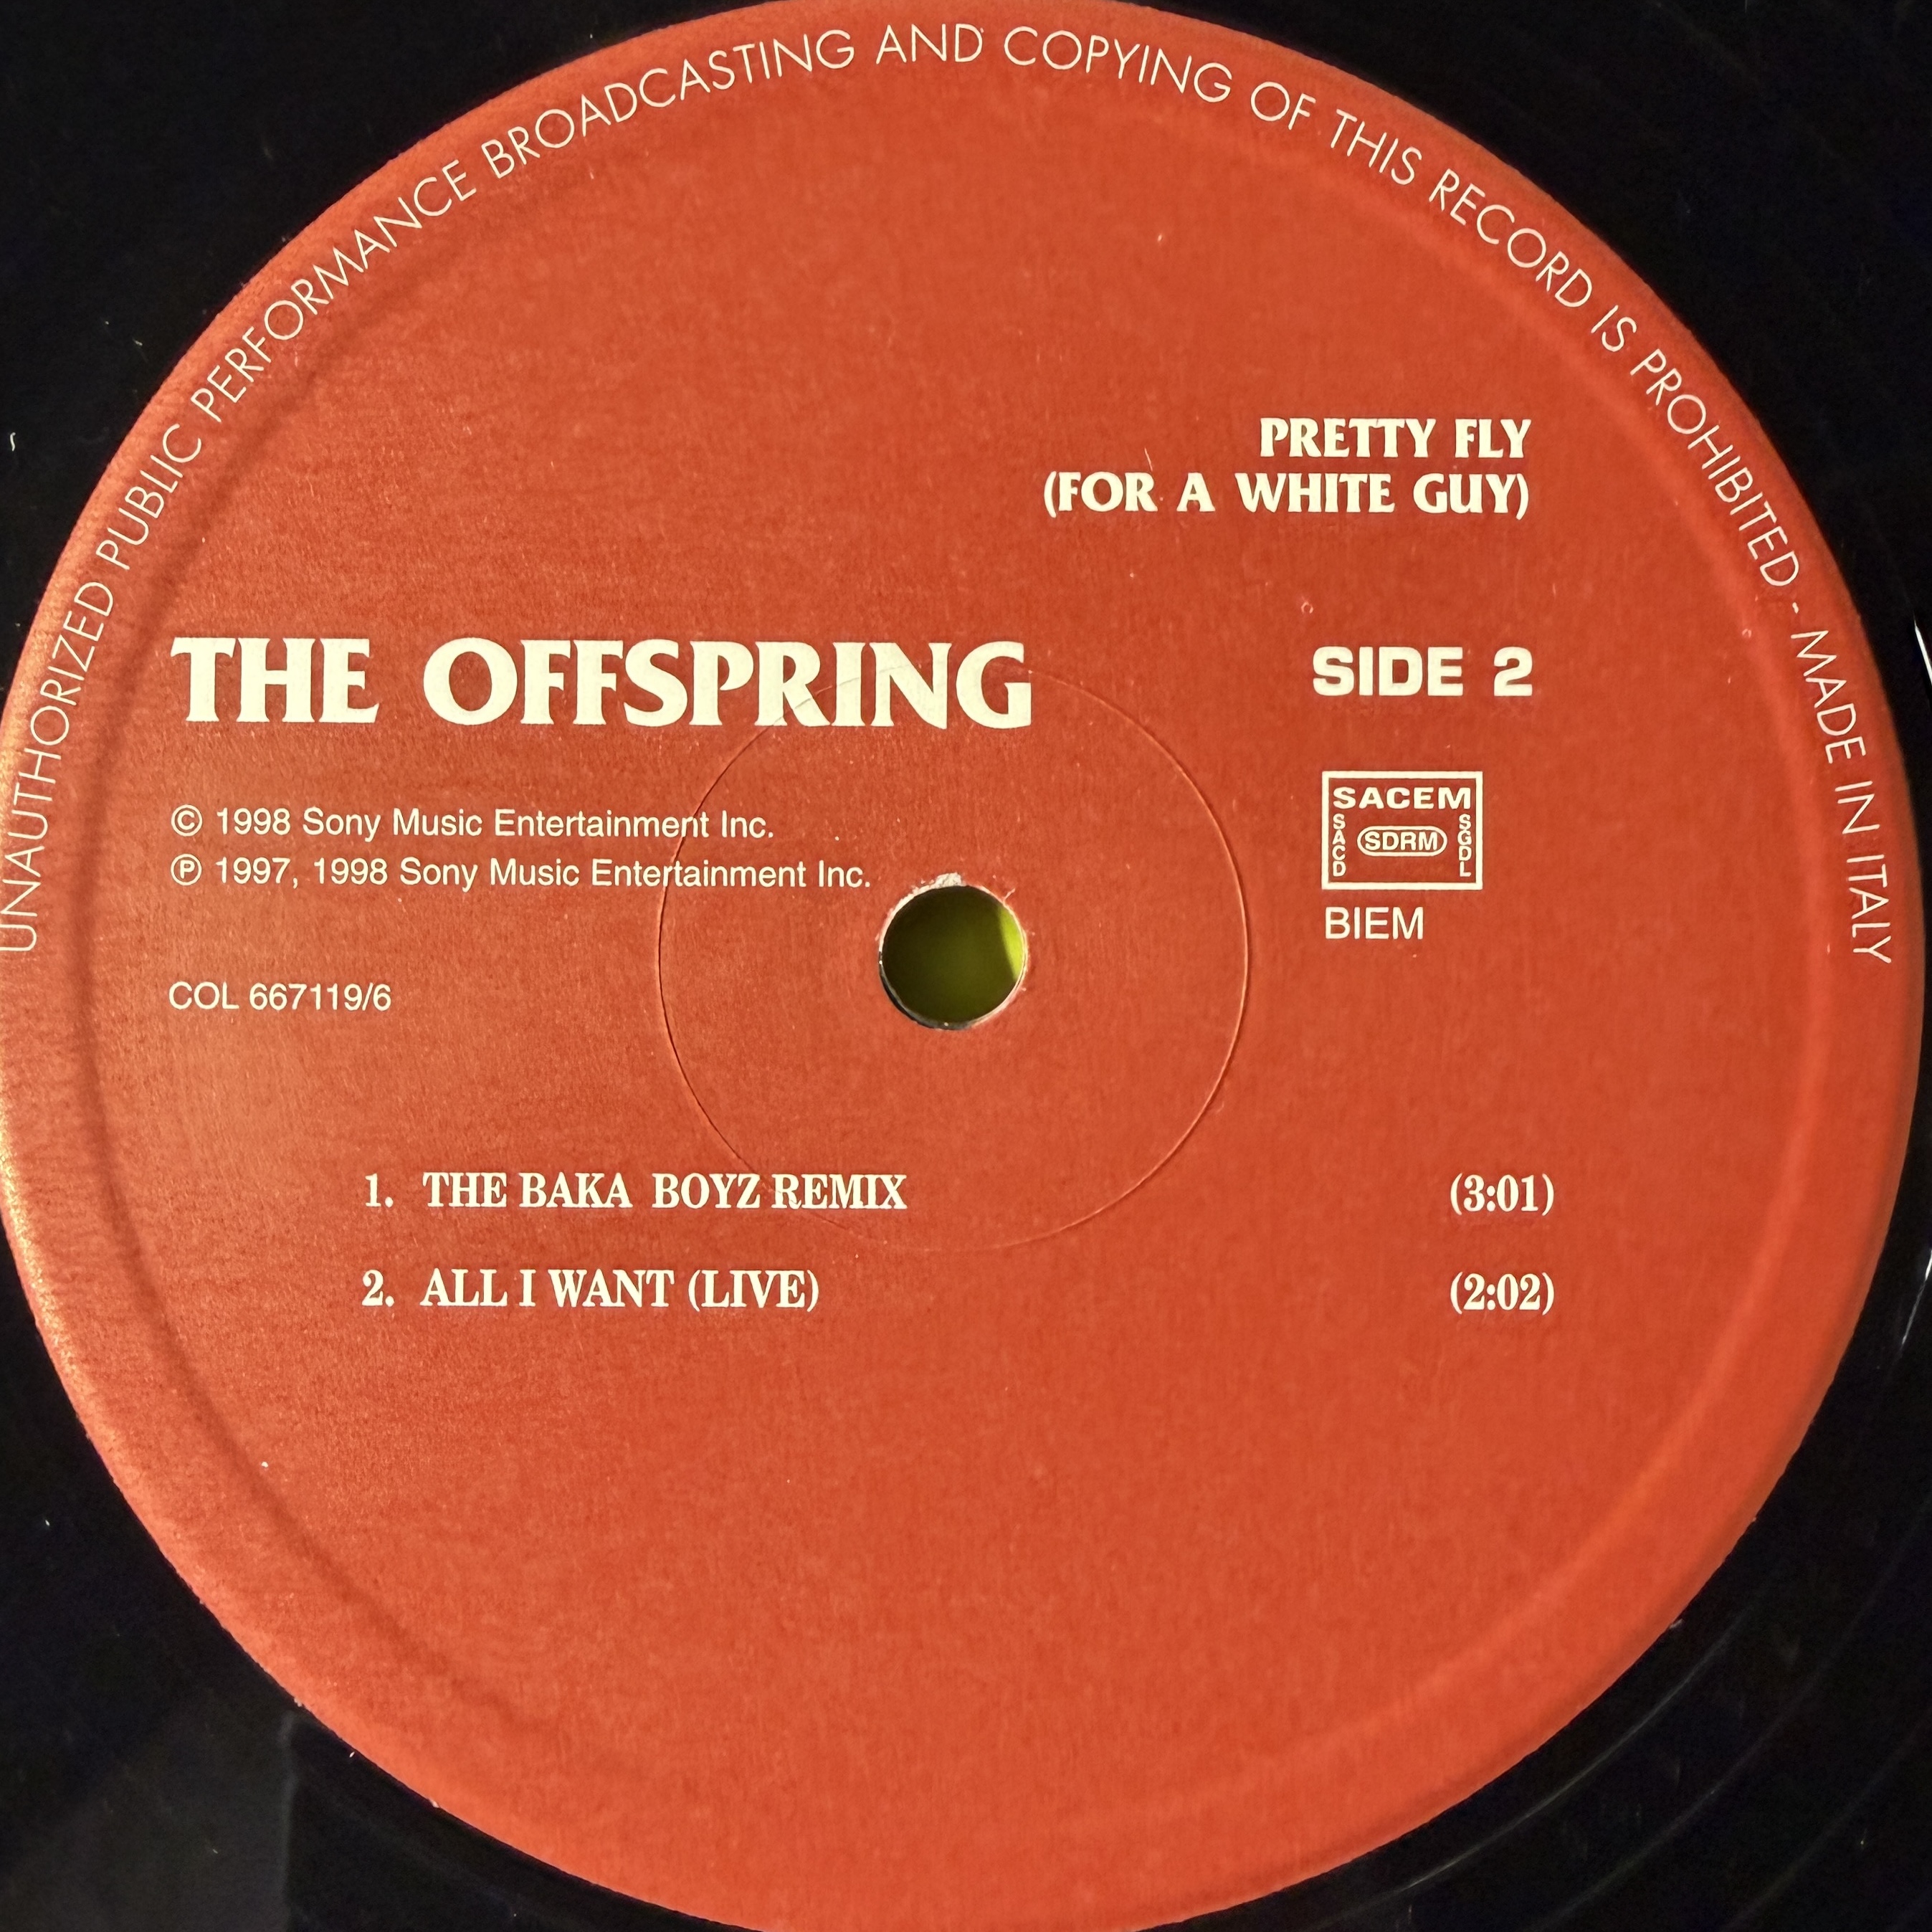 UNAUTHORIZED PUBLIC PERFORMANCE BROADCASTING AND COPYING OF THIS RECORD IS PROHIBITED - MADE IN ITALY
PRETTY FLY
(FOR A WHITE GUY)
THE OFFSPRING
SIDE 2
© 1998 Sony Music Entertainment Inc.
℗ 1997, 1998 Sony Music Entertainment Inc.
SACEM
SACD
SDRM
SGDL
BIEM
COL 667119/6
1. THE BAKA BOYZ REMIX (3:01)
2. ALL I WANT (LIVE) (2:02)